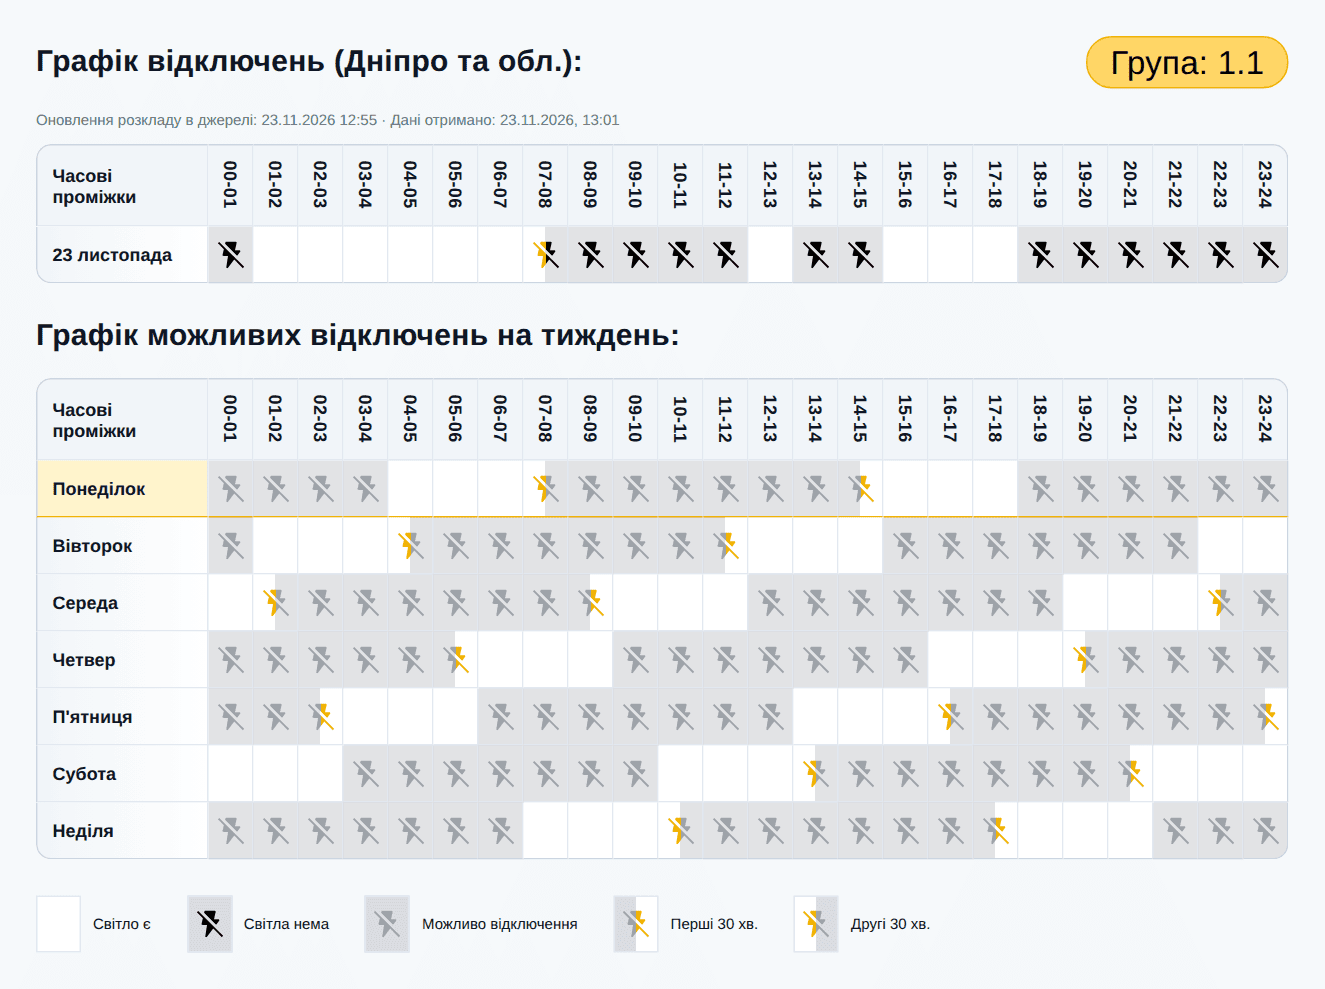 Графік відключень (Дніпро та обл.):
Група: 1.1
Оновлення розкладу в джерелі: 23.11.2026 12:55 · Дані отримано: 23.11.2026, 13:01
Часові
проміжки
00-01 01-02 02-03 03-04 04-05 05-06 06-07 07-08 08-09 09-10 10-11 11-12 12-13 13-14 14-15 15-16 16-17 17-18 18-19 19-20 20-21 21-22 22-23 23-24
23 листопада
Графік можливих відключень на тиждень:
Часові
проміжки
00-01 01-02 02-03 03-04 04-05 05-06 06-07 07-08 08-09 09-10 10-11 11-12 12-13 13-14 14-15 15-16 16-17 17-18 18-19 19-20 20-21 21-22 22-23 23-24
Понеділок
Вівторок
Середа
Четвер
П'ятниця
Субота
Неділя
Світло є
Світла нема
Можливо відключення
Перші 30 хв.
Другі 30 хв.